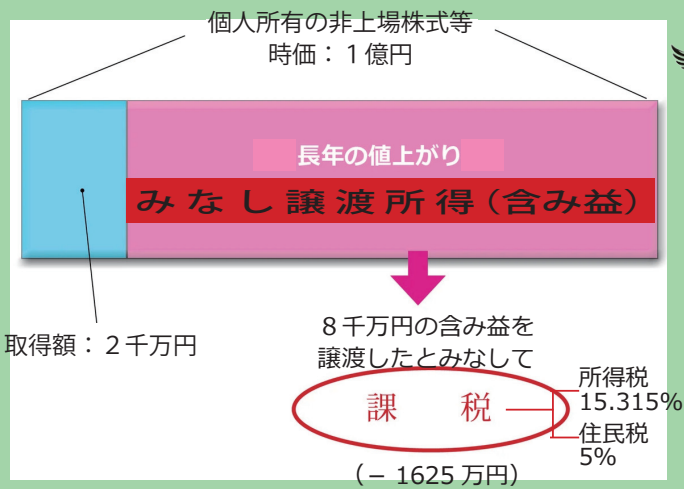 個人所有の非上場株式等
時価：１億円
長年の値上がり
みなし譲渡所得（含み益）
取得額：２千万円
８千万円の含み益を
譲渡したとみなして
課　税
所得税
15.315%
住民税
5%
（− 1625 万円）